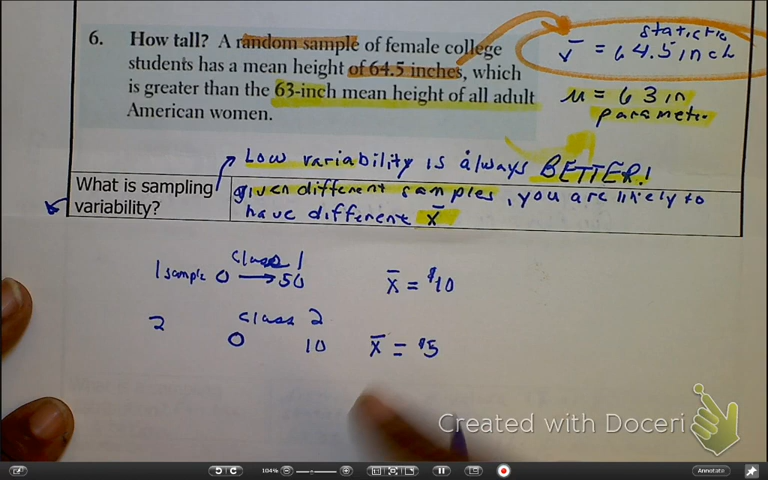 6. How tall? A random sample of female college
students has a mean height of 64.5 inches, which
is greater than the 63-inch mean height of all adult
American women.
statistic
x̄ = 64.5 inch
μ = 63 in
Low variability is always BETTER!
What is sampling
variability?
given different samples, you are likely to
have different x̄
Class 1
1 sample 0 → 50 x̄ = $10
2 Class 2
0 10 x̄ = $5
Created with Doceri
104%
Annotate